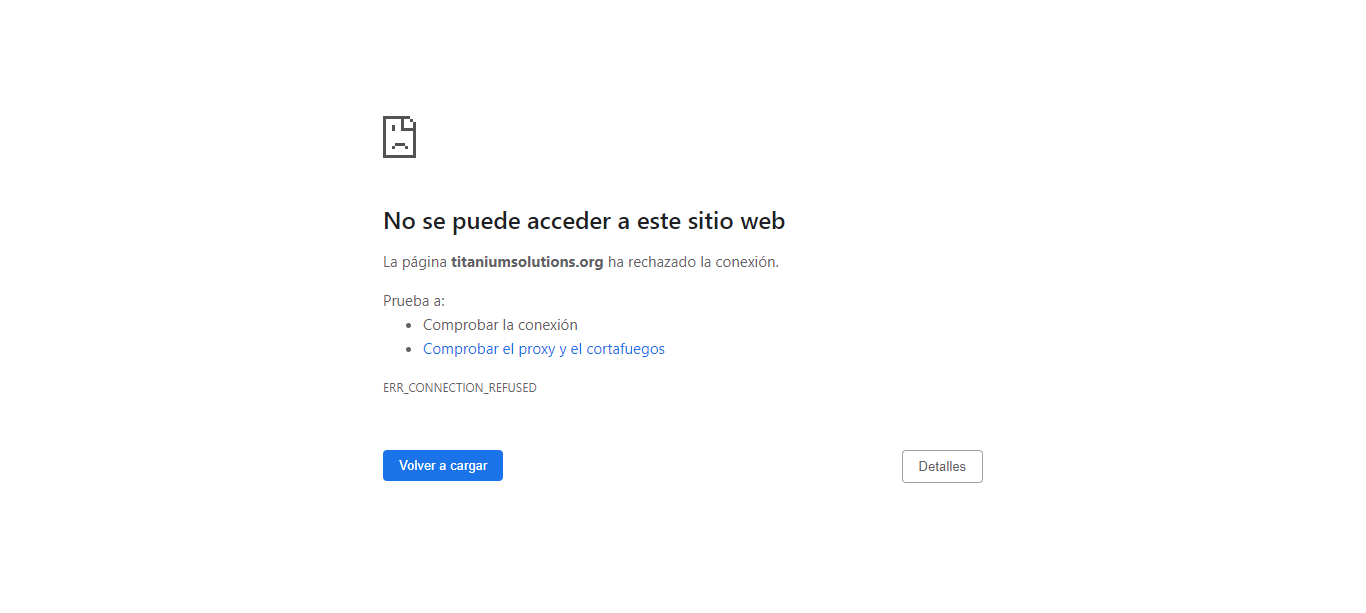 No se puede acceder a este sitio web
La página titaniumsolutions.org ha rechazado la conexión.
Prueba a:
Comprobar la conexión
Comprobar el proxy y el cortafuegos
ERR_CONNECTION_REFUSED
Volver a cargar
Detalles